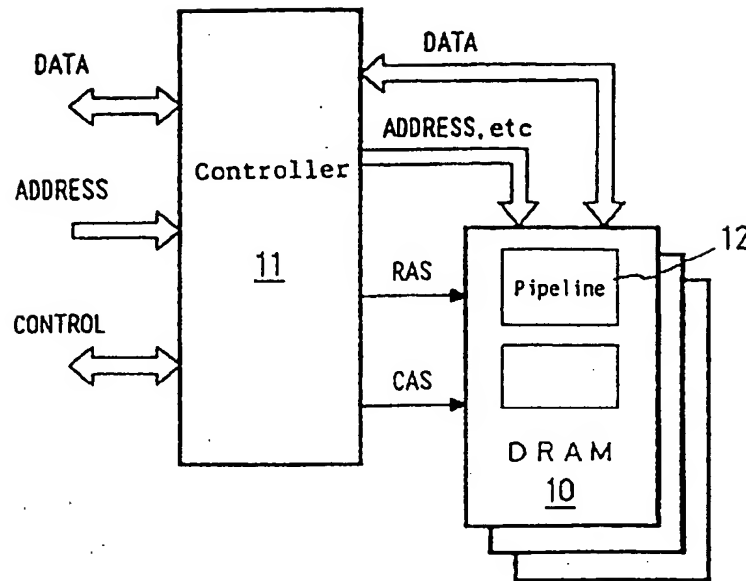 DATA
DATA
ADDRESS, etc
Controller
ADDRESS
12
11
RAS
Pipeline
CONTROL
CAS
DRAM
10